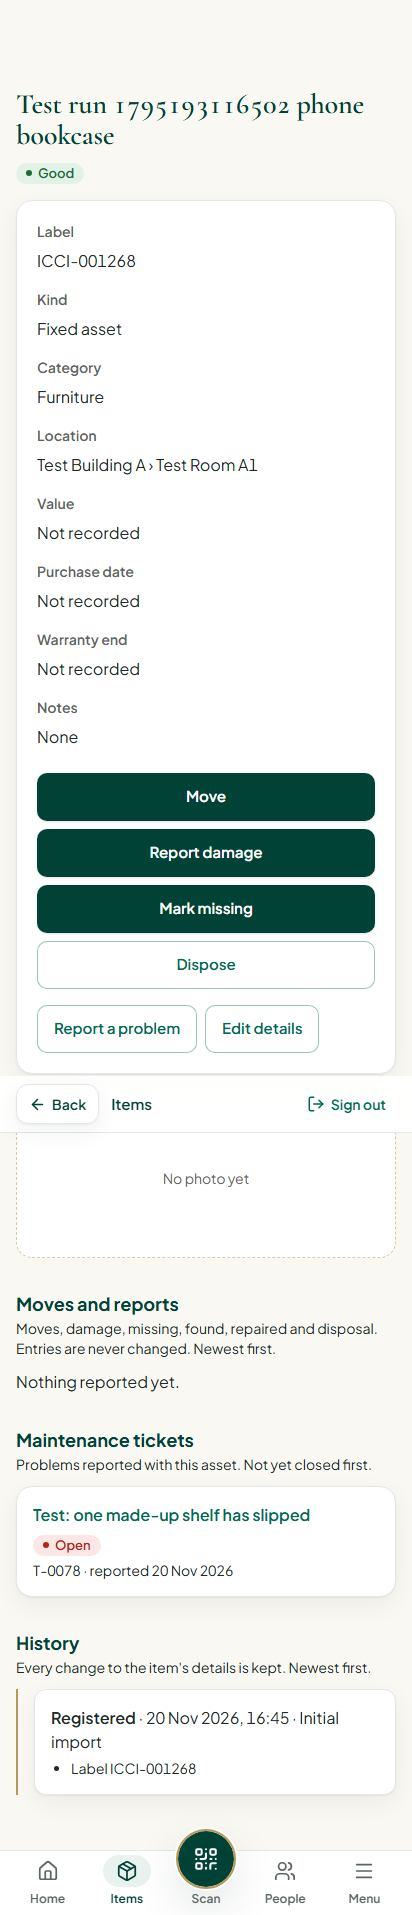 Test run 1795193116502 phone
bookcase
Good
Label
ICCI-001268
Kind
Fixed asset
Category
Furniture
Location
Test Building A › Test Room A1
Value
Not recorded
Purchase date
Not recorded
Warranty end
Not recorded
Notes
None
Move
Report damage
Mark missing
Dispose
Report a problem Edit details
Back Items Sign out
No photo yet
Moves and reports
Moves, damage, missing, found, repaired and disposal.
Entries are never changed. Newest first.
Nothing reported yet.
Maintenance tickets
Problems reported with this asset. Not yet closed first.
Test: one made-up shelf has slipped
Open
T-0078 · reported 20 Nov 2026
History
Every change to the item's details is kept. Newest first.
Registered · 20 Nov 2026, 16:45 · Initial
import
• Label ICCI-001268
Home Items Scan People Menu